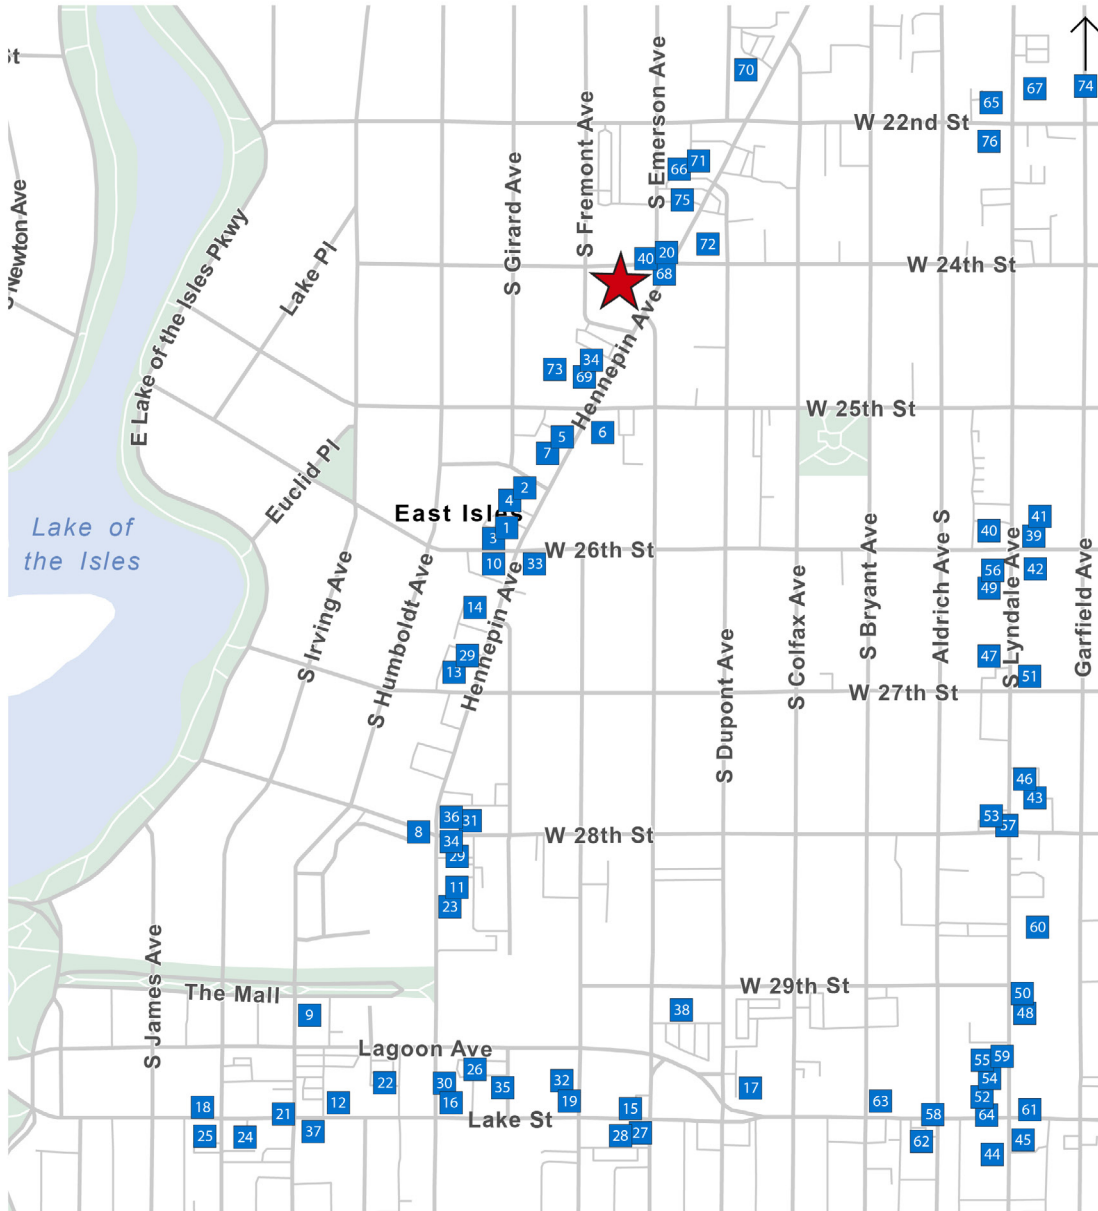 St
70
67
74
65
W 22nd St
76
S Emerson Ave
S Fremont Ave
S Girard Ave
71
66
75
S Newton Ave
E Lake of the Isles Pkwy
Lake Pl
72
20
40
68
W 24th St
Hennepin Ave
34
73
69
W 25th St
6
5
7
Euclid Pl
2
4
East Isles
1
3
Lake of
the Isles
W 26th St
10
33
41
40
39
56
42
49
S Irving Ave
S Humboldt Ave
Hennepin Ave
S Dupont Ave
S Colfax Ave
S Bryant Ave
Aldrich Ave S
S Lyndale Ave
Garfield Ave
14
29
13
47
51
W 27th St
46
43
53
57
36
31
8
34
29
W 28th St
11
23
60
S James Ave
The Mall
W 29th St
50
48
9
38
Lagoon Ave
59
55
54
26
22
30
35
32
17
52
18
21
12
16
19
15
63
58
64
61
Lake St
25
24
37
28
27
62
45
44